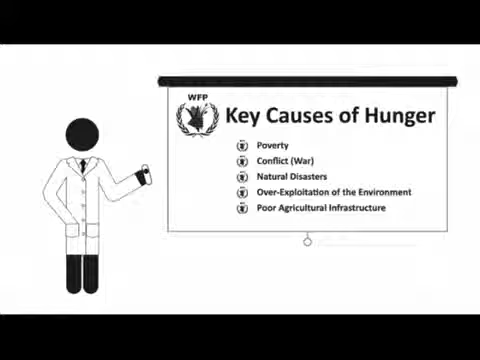 WFP
Key Causes of Hunger
Poverty
Conflict (War)
Natural Disasters
Over-Exploitation of the Environment
Poor Agricultural Infrastructure